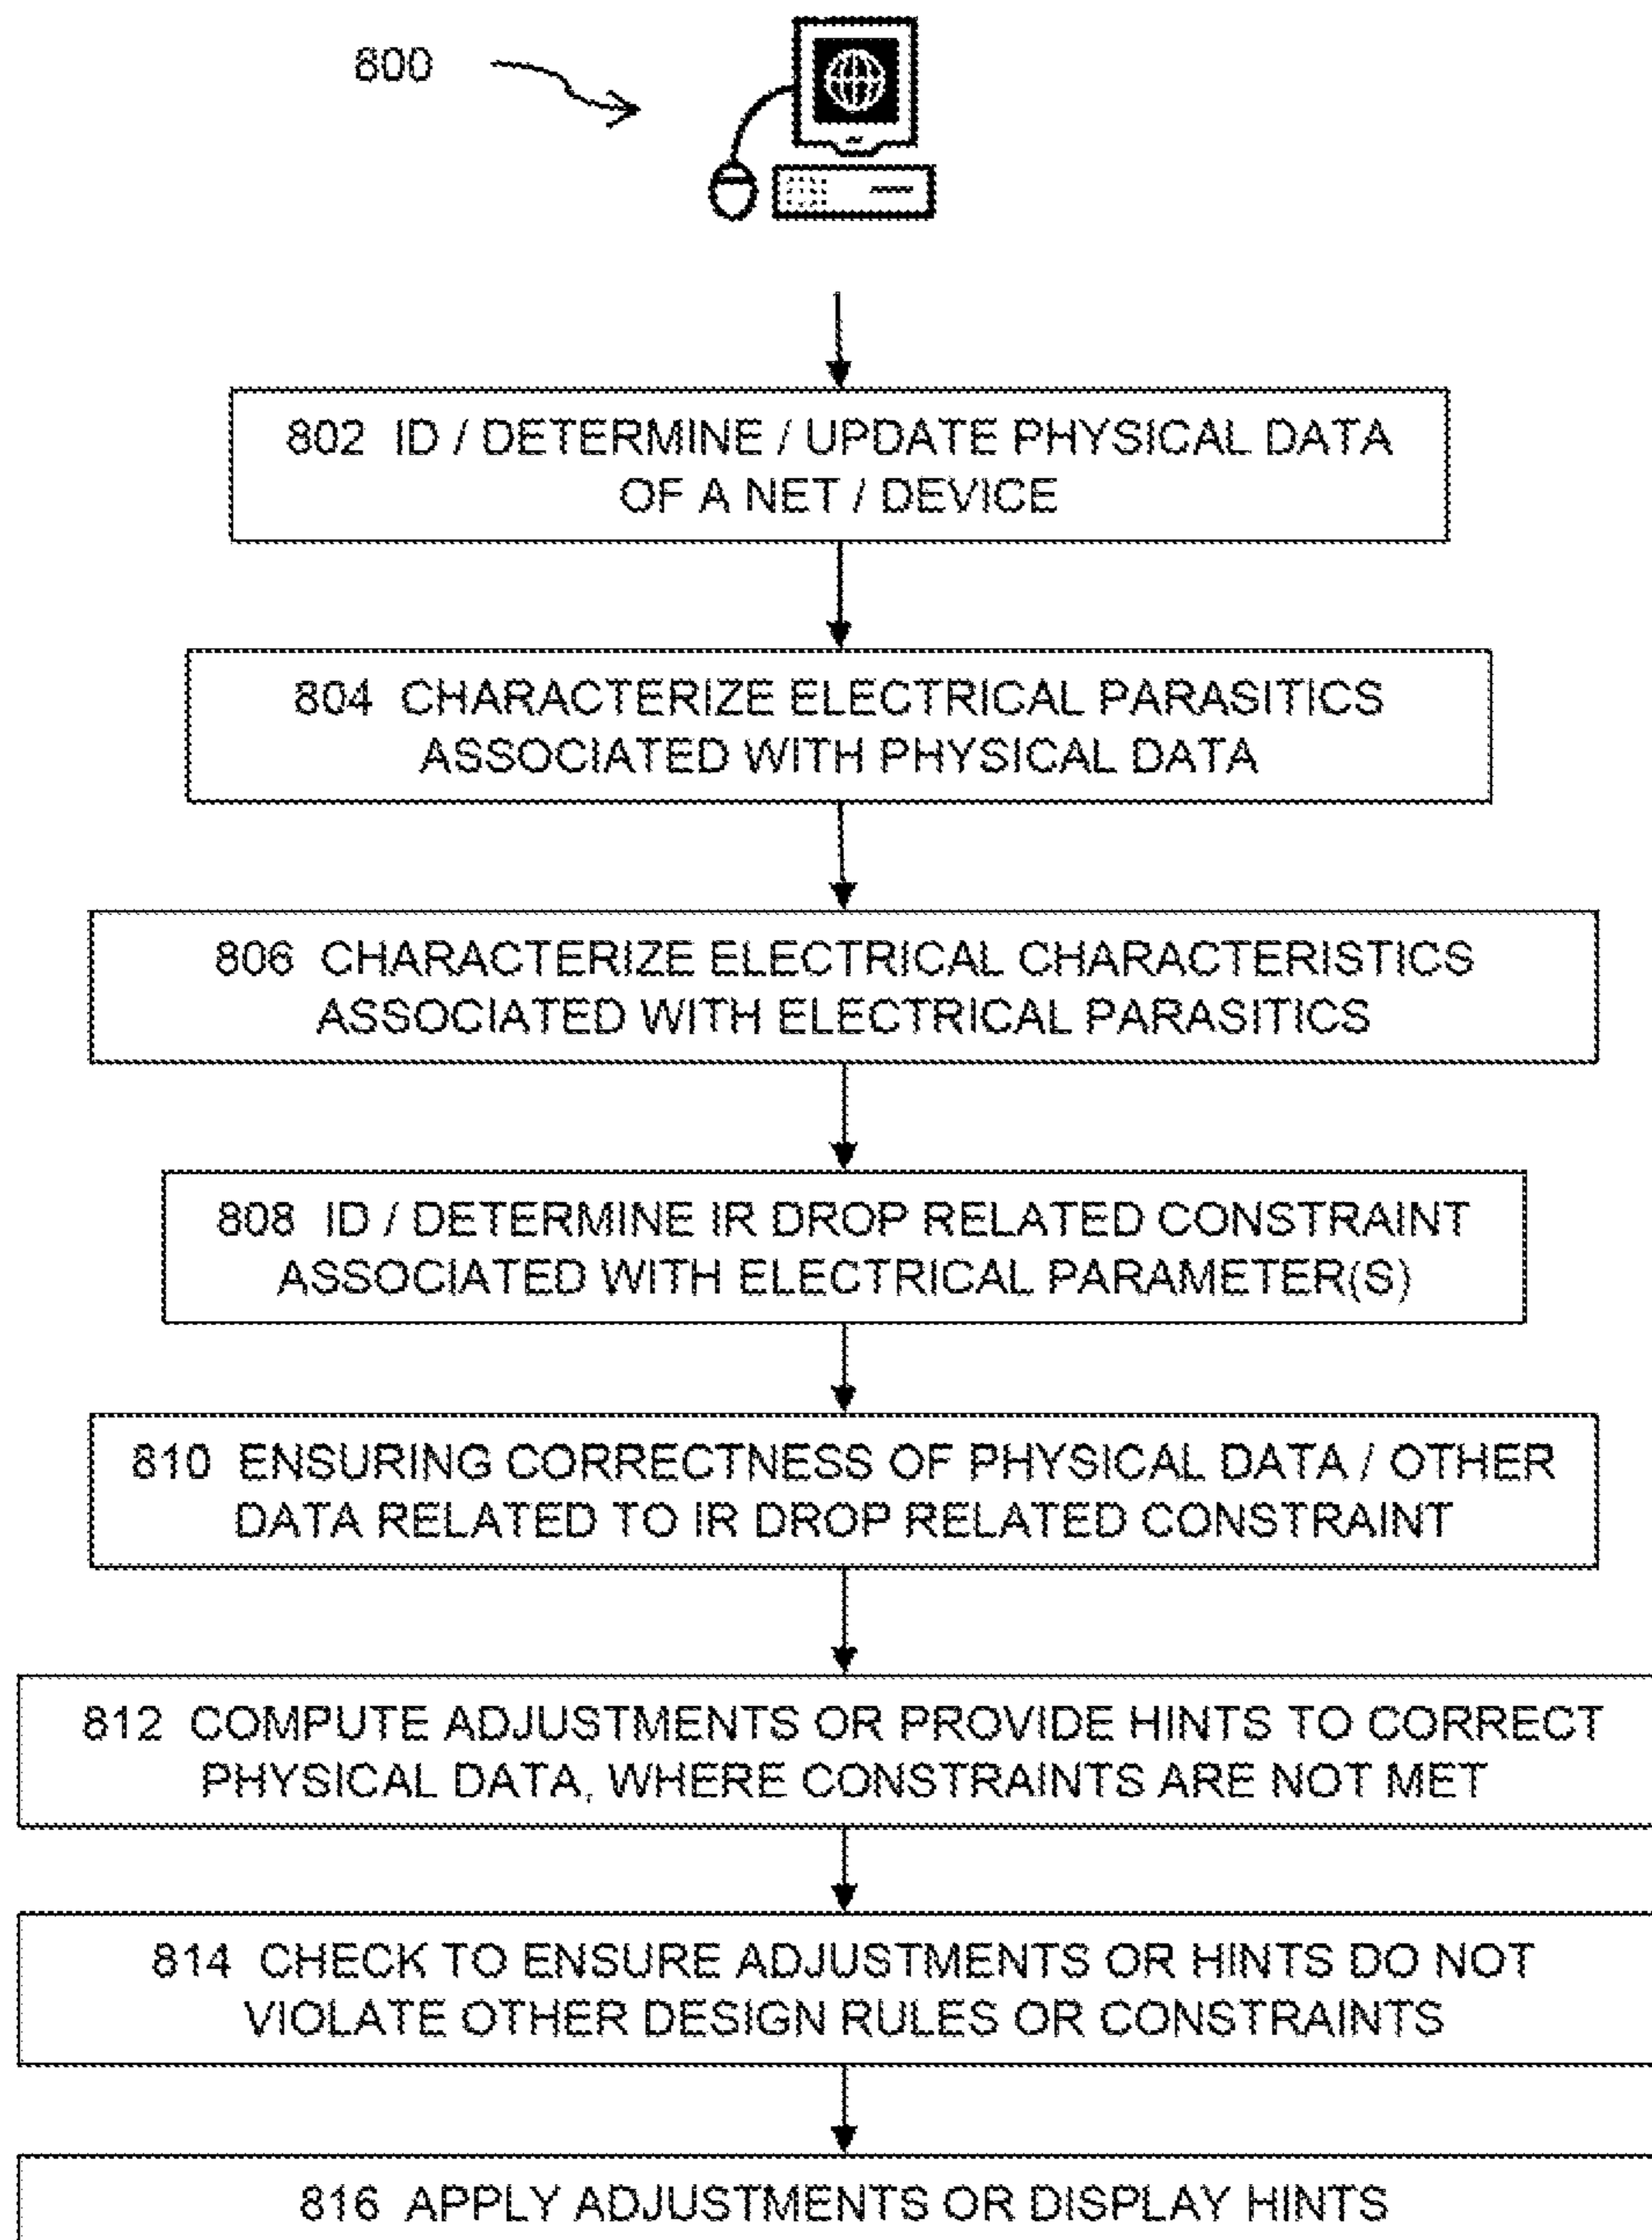 800
802 ID / DETERMINE / UPDATE PHYSICAL DATA
OF A NET / DEVICE
804 CHARACTERIZE ELECTRICAL PARASITICS
ASSOCIATED WITH PHYSICAL DATA
806 CHARACTERIZE ELECTRICAL CHARACTERISTICS
ASSOCIATED WITH ELECTRICAL PARASITICS
808 ID / DETERMINE IR DROP RELATED CONSTRAINT
ASSOCIATED WITH ELECTRICAL PARAMETER(S)
810 ENSURING CORRECTNESS OF PHYSICAL DATA / OTHER
DATA RELATED TO IR DROP RELATED CONSTRAINT
812 COMPUTE ADJUSTMENTS OR PROVIDE HINTS TO CORRECT
PHYSICAL DATA, WHERE CONSTRAINTS ARE NOT MET
814 CHECK TO ENSURE ADJUSTMENTS OR HINTS DO NOT
VIOLATE OTHER DESIGN RULES OR CONSTRAINTS
816 APPLY ADJUSTMENTS OR DISPLAY HINTS